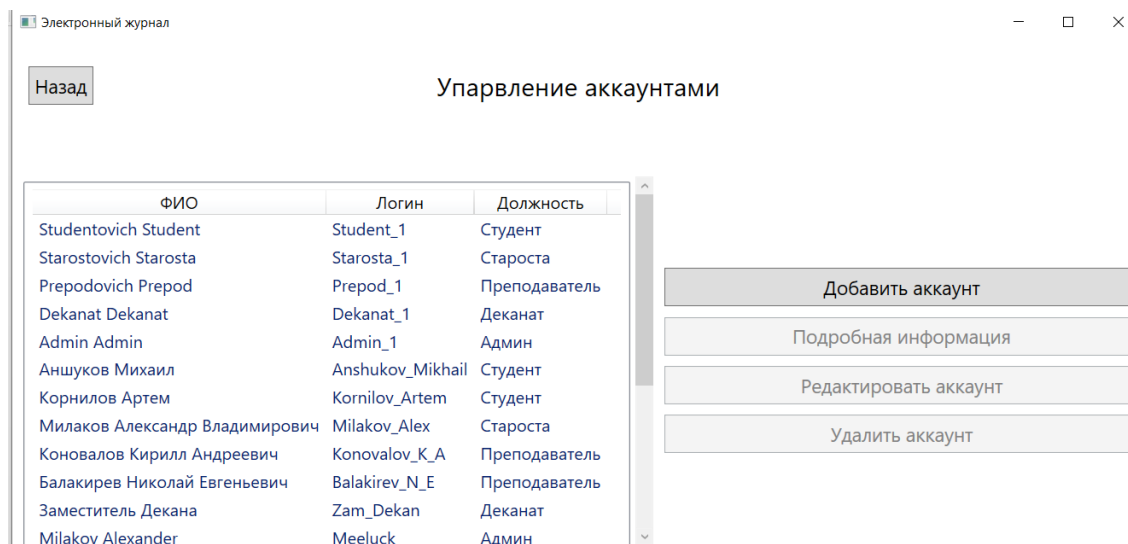 Электронный журнал
Назад
Упарвление аккаунтами
ФИО Логин Должность
Studentovich Student Student_1 Студент
Starostovich Starosta Starosta_1 Староста
Prepodovich Prepod Prepod_1 Преподаватель
Dekanat Dekanat Dekanat_1 Деканат
Admin Admin Admin_1 Админ
Аншуков Михаил Anshukov_Mikhail Студент
Корнилов Артем Kornilov_Artem Студент
Милаков Александр Владимирович Milakov_Alex Староста
Коновалов Кирилл Андреевич Konovalov_K_A Преподаватель
Балакирев Николай Евгеньевич Balakirev_N_E Преподаватель
Заместитель Декана Zam_Dekan Деканат
Milakov Alexander Meeluck Админ
Добавить аккаунт
Подробная информация
Редактировать аккаунт
Удалить аккаунт